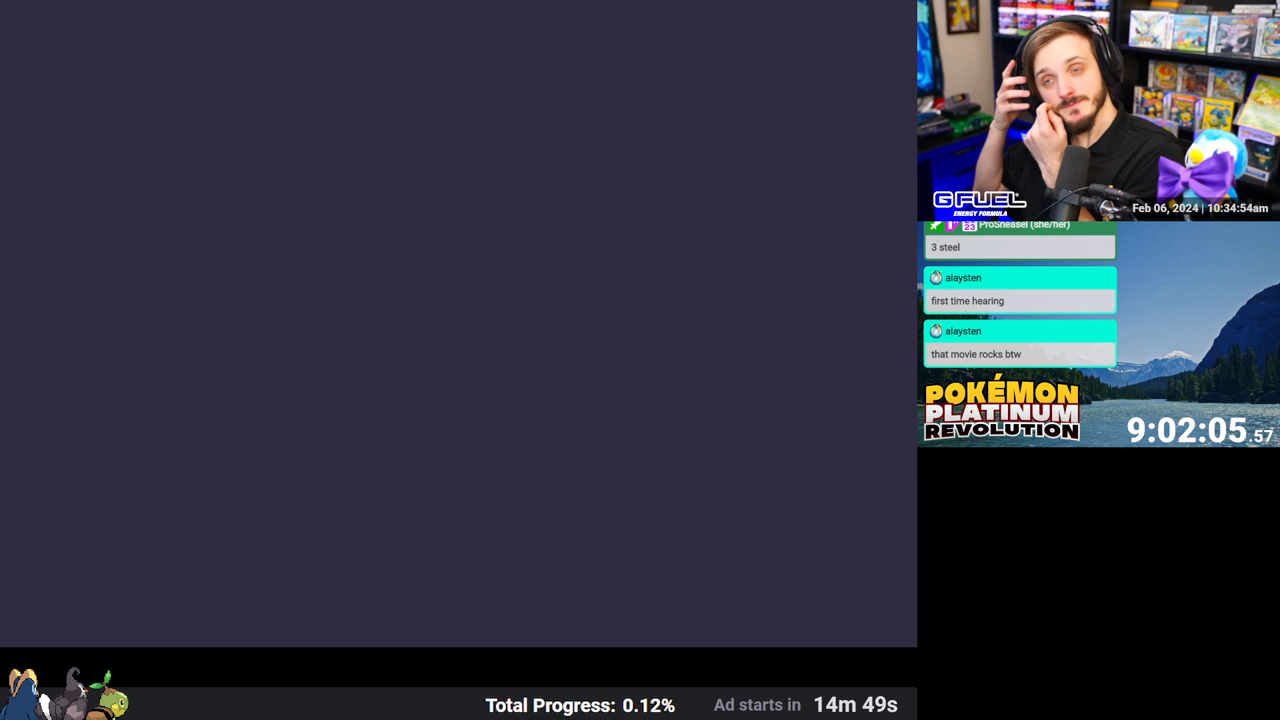 G FUEL
ENERGY FORMULA
Feb 06, 2024 | 10:34:54am
23 ProSneasel (she/her)
3 steel
alaysten
first time hearing
alaysten
that movie rocks btw
POKÉMON
PLATINUM
REVOLUTION
9:02:05.57
Total Progress: 0.12%
Ad starts in 14m 49s